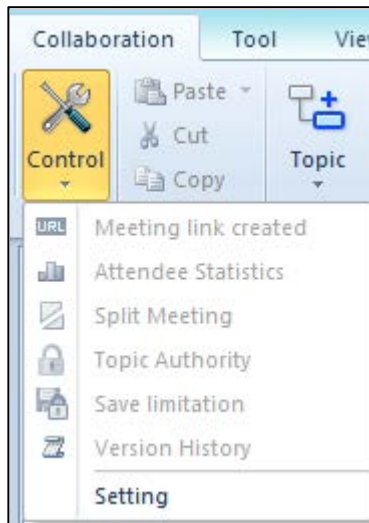 Collaboration Tool
Paste
Cut
Copy
Control
Topic
URL Meeting link created
Attendee Statistics
Split Meeting
Topic Authority
Save limitation
Version History
Setting